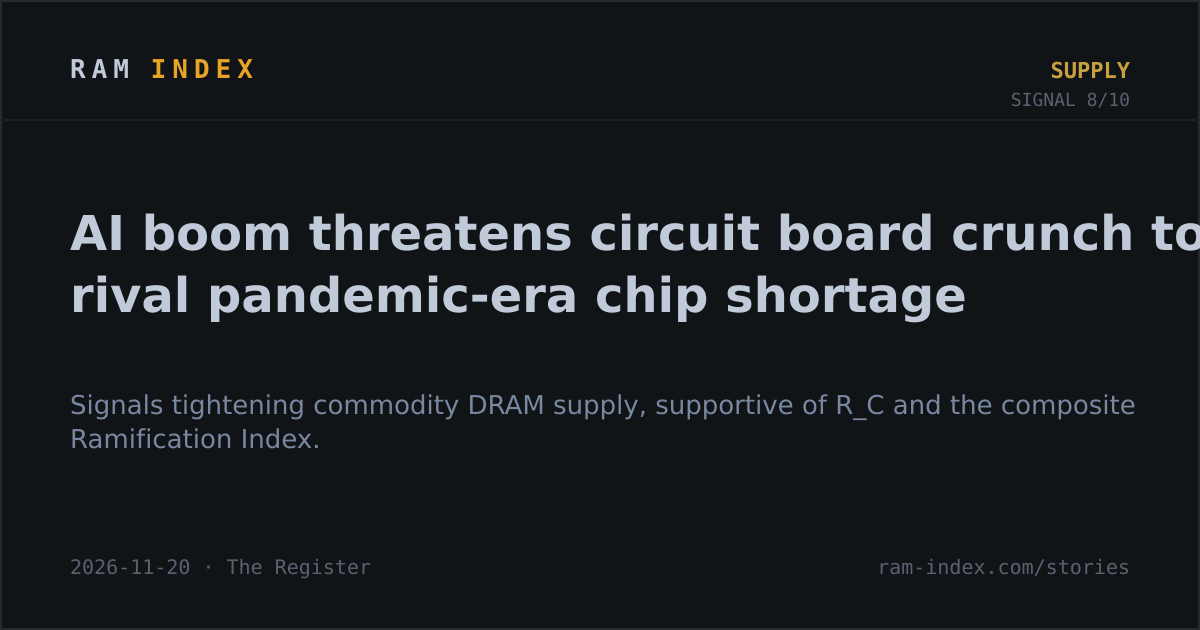 RAM INDEX
SUPPLY
SIGNAL 8/10
AI boom threatens circuit board crunch to
rival pandemic-era chip shortage
Signals tightening commodity DRAM supply, supportive of R_C and the composite
Ramification Index.
2026-11-20 · The Register
ram-index.com/stories